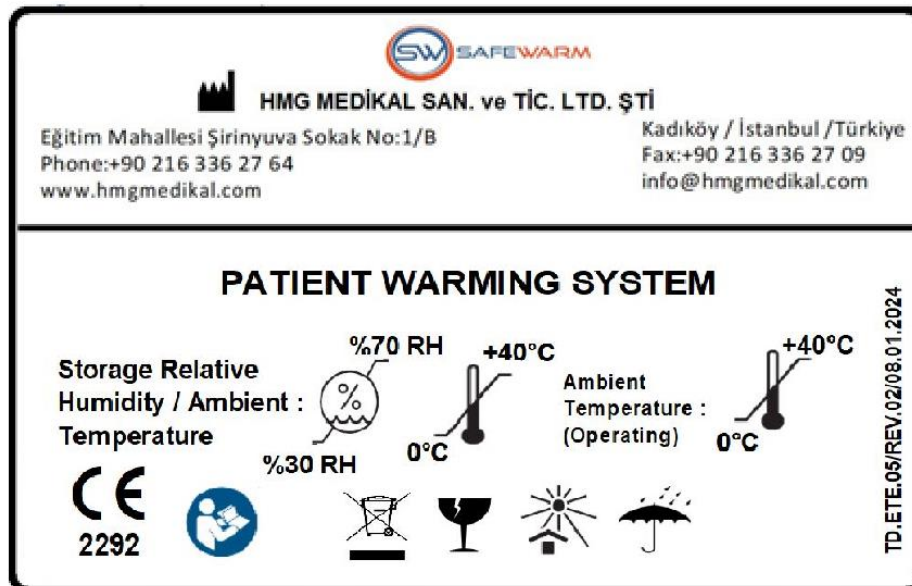 SW SAFEWARM
HMG MEDİKAL SAN. ve TİC. LTD. ŞTİ
Eğitim Mahallesi Şirinyuva Sokak No:1/B
Phone:+90 216 336 27 64
www.hmgmedikal.com
Kadıköy / İstanbul /Türkiye
Fax:+90 216 336 27 09
info@hmgmedikal.com
PATIENT WARMING SYSTEM
Storage Relative
Humidity / Ambient :
Temperature
%70 RH
%
%30 RH
+40°C
0°C
Ambient
Temperature :
(Operating)
+40°C
0°C
CE
2292
TD.ETE.05/REV.02/08.01.2024